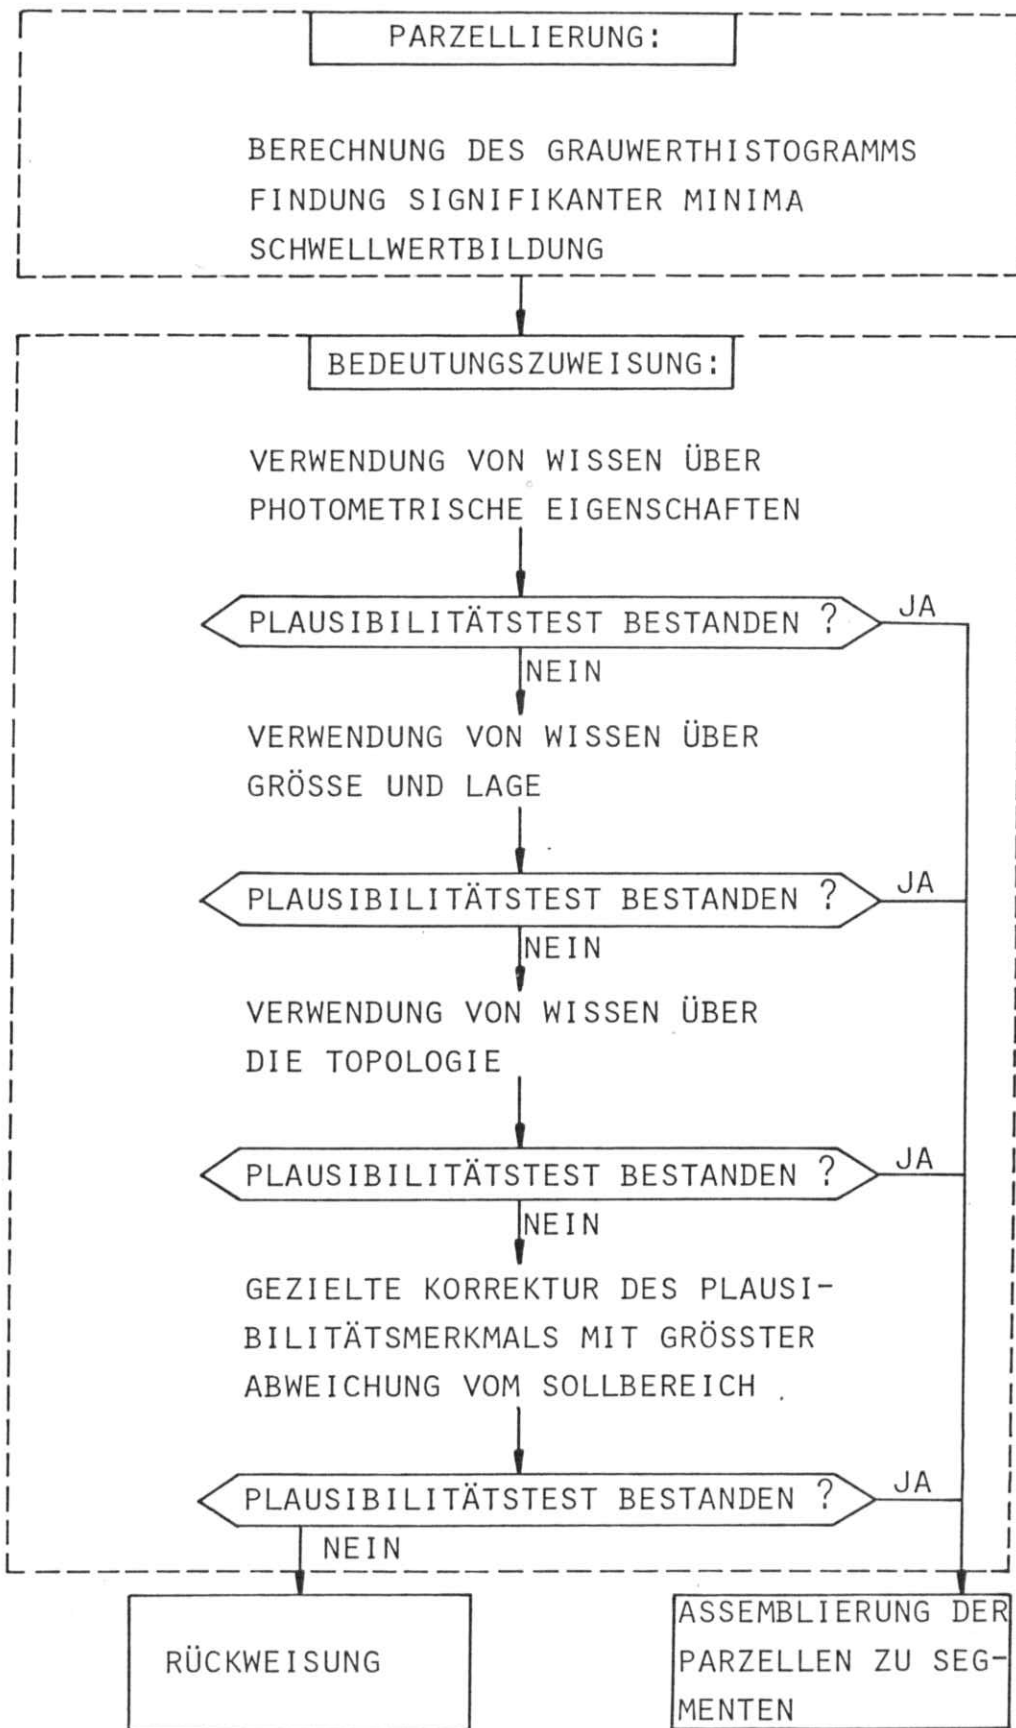 PARZELLIERUNG:
BERECHNUNG DES GRAUWERTHISTOGRAMMS
FINDUNG SIGNIFIKANTER MINIMA
SCHWELLWERTBILDUNG
BEDEUTUNGSZUWEISUNG:
VERWENDUNG VON WISSEN ÜBER
PHOTOMETRISCHE EIGENSCHAFTEN
PLAUSIBILITÄTSTEST BESTANDEN ?
JA
NEIN
VERWENDUNG VON WISSEN ÜBER
GRÖSSE UND LAGE
PLAUSIBILITÄTSTEST BESTANDEN ?
JA
NEIN
VERWENDUNG VON WISSEN ÜBER
DIE TOPOLOGIE
PLAUSIBILITÄTSTEST BESTANDEN ?
JA
NEIN
GEZIELTE KORREKTUR DES PLAUSI-
BILITÄTSMERKMALS MIT GRÖSSTER
ABWEICHUNG VOM SOLLBEREICH
PLAUSIBILITÄTSTEST BESTANDEN ?
JA
NEIN
RÜCKWEISUNG
ASSEMBLIERUNG DER
PARZELLEN ZU SEG-
MENTEN